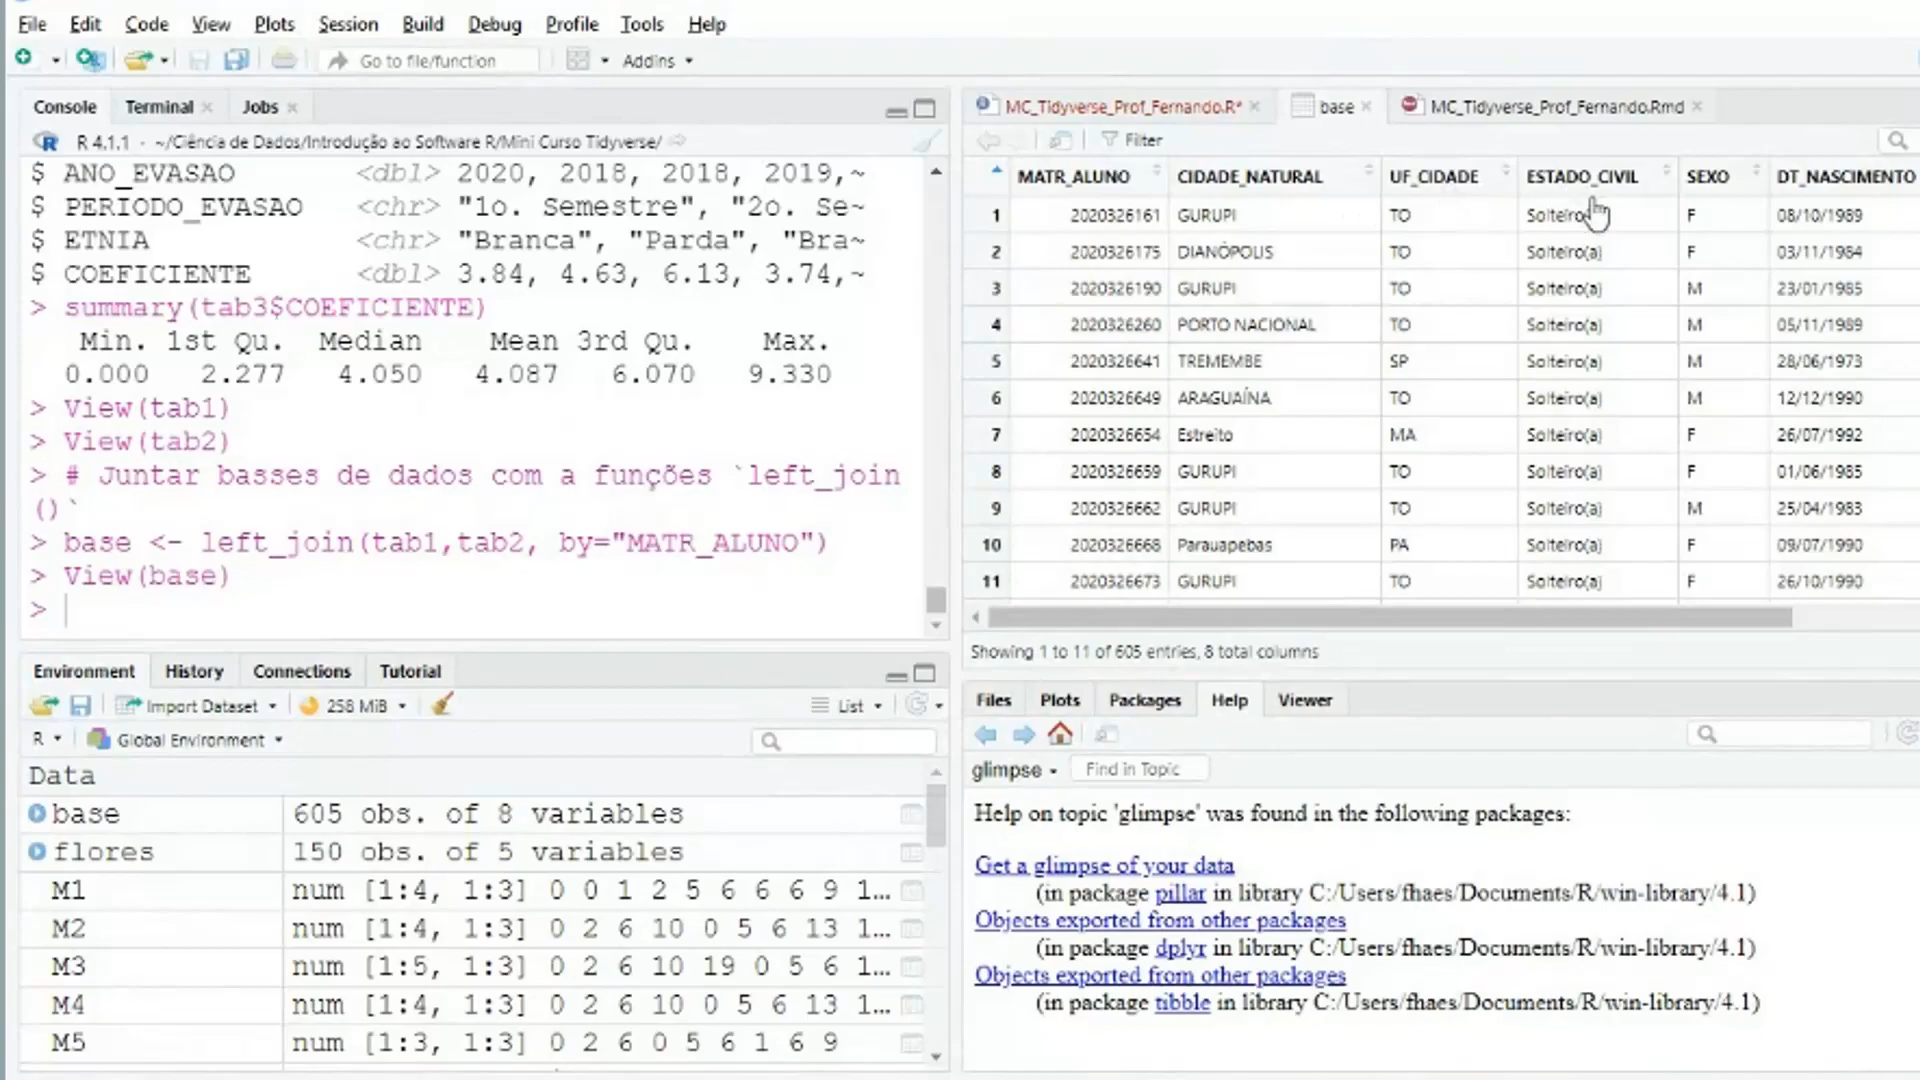 File Edit Code View Plots Session Build Debug Profile Tools Help
Go to file/function Addins
Console Terminal Jobs
R 4.1.1 · ~/Ciência de Dados/Introdução ao Software R/Mini Curso Tidyverse/
$ ANO_EVASAO <dbl> 2020, 2018, 2018, 2019,~
$ PERIODO_EVASAO <chr> "1o. Semestre", "2o. Se~
$ ETNIA <chr> "Branca", "Parda", "Bra~
$ COEFICIENTE <dbl> 3.84, 4.63, 6.13, 3.74,~
> summary(tab3$COEFICIENTE)
Min. 1st Qu. Median Mean 3rd Qu. Max.
0.000 2.277 4.050 4.087 6.070 9.330
> View(tab1)
> View(tab2)
> # Juntar basses de dados com a funções `left_join
()`
> base <- left_join(tab1,tab2, by="MATR_ALUNO")
> View(base)
>
MC_Tidyverse_Prof_Fernando.R* base MC_Tidyverse_Prof_Fernando.Rmd
Filter
MATR_ALUNO CIDADE_NATURAL UF_CIDADE ESTADO_CIVIL SEXO DT_NASCIMENTO
1 2020326161 GURUPI TO Solteiro F 08/10/1989
2 2020326175 DIANÓPOLIS TO Solteiro(a) F 03/11/1984
3 2020326190 GURUPI TO Solteiro(a) M 23/01/1985
4 2020326260 PORTO NACIONAL TO Solteiro(a) M 05/11/1989
5 2020326641 TREMEMBE SP Solteiro(a) M 28/06/1973
6 2020326649 ARAGUAÍNA TO Solteiro(a) M 12/12/1990
7 2020326654 Estreito MA Solteiro(a) F 26/07/1992
8 2020326659 GURUPI TO Solteiro(a) F 01/06/1985
9 2020326662 GURUPI TO Solteiro(a) M 25/04/1983
10 2020326668 Parauapebas PA Solteiro(a) F 09/07/1990
11 2020326673 GURUPI TO Solteiro(a) F 26/10/1990
Showing 1 to 11 of 605 entries, 8 total columns
Environment History Connections Tutorial
Import Dataset 258 MiB List
R Global Environment
Data
base 605 obs. of 8 variables
flores 150 obs. of 5 variables
M1 num [1:4, 1:3] 0 0 1 2 5 6 6 6 9 1...
M2 num [1:4, 1:3] 0 2 6 10 0 5 6 13 1...
M3 num [1:5, 1:3] 0 2 6 10 19 0 5 6 1...
M4 num [1:4, 1:3] 0 2 6 10 0 5 6 13 1...
M5 num [1:3, 1:3] 0 2 6 0 5 6 1 6 9
Files Plots Packages Help Viewer
glimpse Find in Topic
Help on topic 'glimpse' was found in the following packages:
Get a glimpse of your data
(in package pillar in library C:/Users/fhaes/Documents/R/win-library/4.1)
Objects exported from other packages
(in package dplyr in library C:/Users/fhaes/Documents/R/win-library/4.1)
Objects exported from other packages
(in package tibble in library C:/Users/fhaes/Documents/R/win-library/4.1)